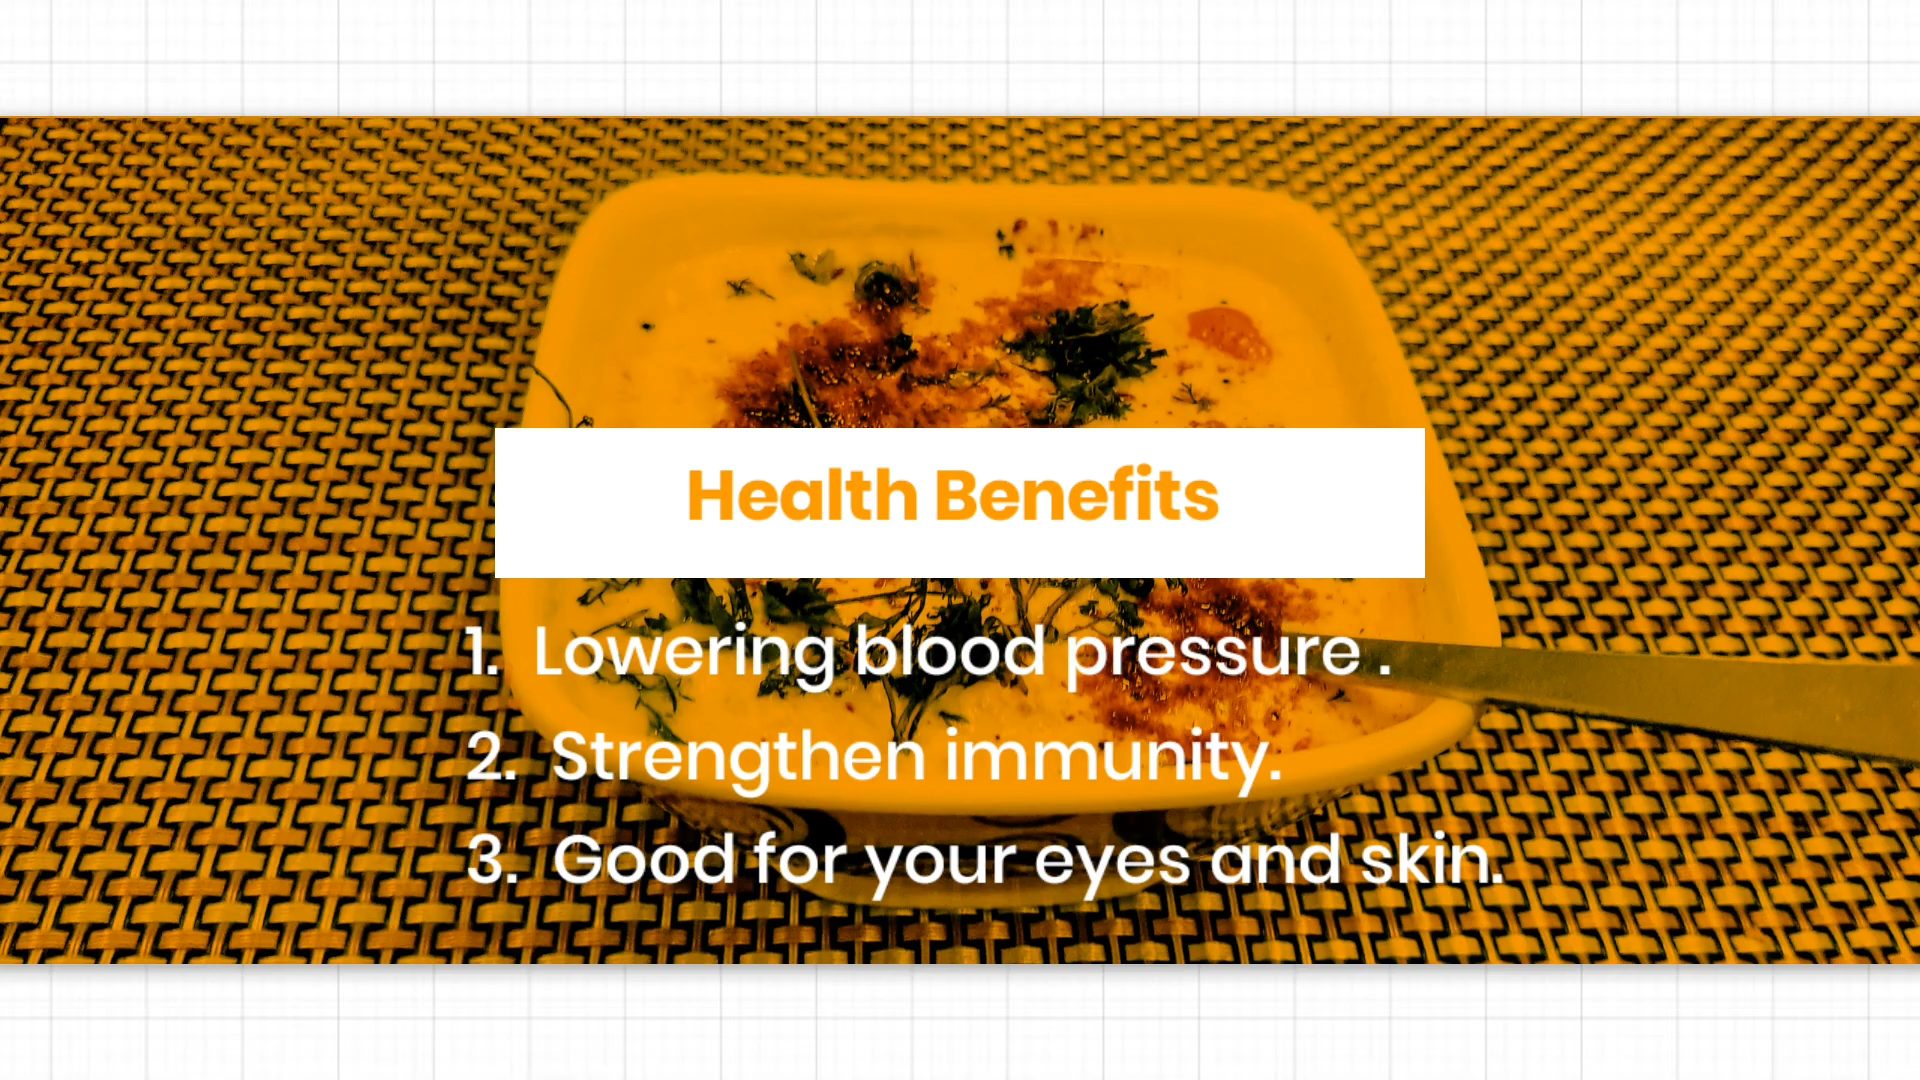 Health Benefits
1. Lowering blood pressure .
2. Strengthen immunity.
3. Good for your eyes and skin.